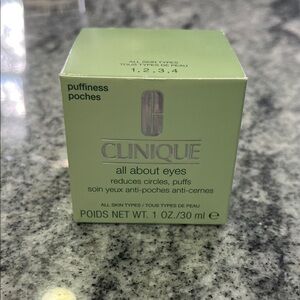 ALL SKIN TYPES
TOUS TYPES DE PEAU
1, 2, 3, 4
puffiness
poches
CLINIQUE
all about eyes
reduces circles, puffs
soin yeux anti-poches anti-cernes
ALL SKIN TYPES / TOUS TYPES DE PEAU
POIDS NET WT. 1 OZ./30 ml ℮